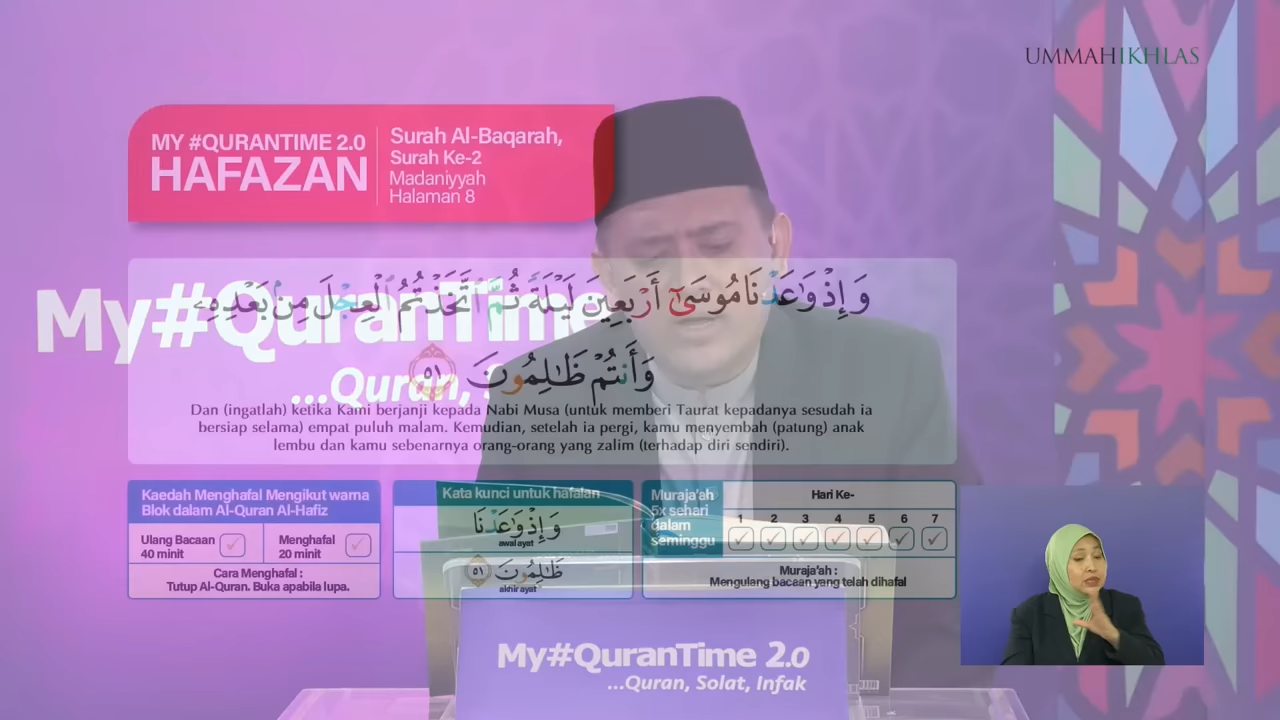 UMMAHIKHLAS
MY #QURANTIME 2.0
HAFAZAN
Surah Al-Baqarah,
Surah Ke-2
Madaniyyah
Halaman 8
My#QuranTime
...Quran,
وَإِذْ وَٰعَدْنَا مُوسَىٰٓ أَرْبَعِينَ لَيْلَةً ثُمَّ ٱتَّخَذْتُمُ ٱلْعِجْلَ مِنۢ بَعْدِهِۦ
وَأَنتُمْ ظَٰلِمُونَ ٥١
Dan (ingatlah) ketika Kami berjanji kepada Nabi Musa (untuk memberi Taurat kepadanya sesudah ia
bersiap selama) empat puluh malam. Kemudian, setelah ia pergi, kamu menyembah (patung) anak
lembu dan kamu sebenarnya orang-orang yang zalim (terhadap diri sendiri).
Kaedah Menghafal Mengikut warna
Blok dalam Al-Quran Al-Hafiz
Ulang Bacaan
40 minit
Menghafal
20 minit
Cara Menghafal :
Tutup Al-Quran. Buka apabila lupa.
Kata kunci untuk hafalan
وَإِذْ وَٰعَدْنَا
awal ayat
ظَٰلِمُونَ ٥١
akhir ayat
Muraja'ah
5x sehari
dalam
seminggu
Hari Ke-
1 2 3 4 5 6 7
Muraja'ah :
Mengulang bacaan yang telah dihafal
My#QuranTime 2.0
...Quran, Solat, Infak